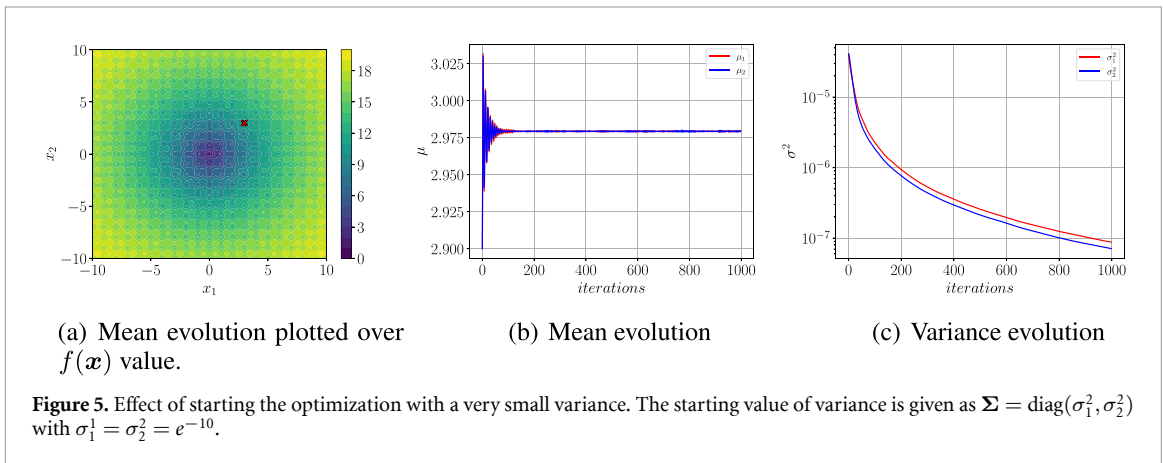 10
5
0
−5
−10
x₂
−10 −5 0 5 10
x₁
18
15
12
9
6
3
0
3.025
3.000
2.975
2.950
2.925
2.900
μ
0 200 400 600 800 1000
iterations
μ₁
μ₂
10⁻⁵
10⁻⁶
10⁻⁷
σ²
0 200 400 600 800 1000
iterations
σ₁²
σ₂²
(a) Mean evolution plotted over
f(x) value.
(b) Mean evolution
(c) Variance evolution
Figure 5. Effect of starting the optimization with a very small variance. The starting value of variance is given as Σ = diag(σ₁², σ₂²)
with σ₁¹ = σ₂² = e⁻¹⁰.